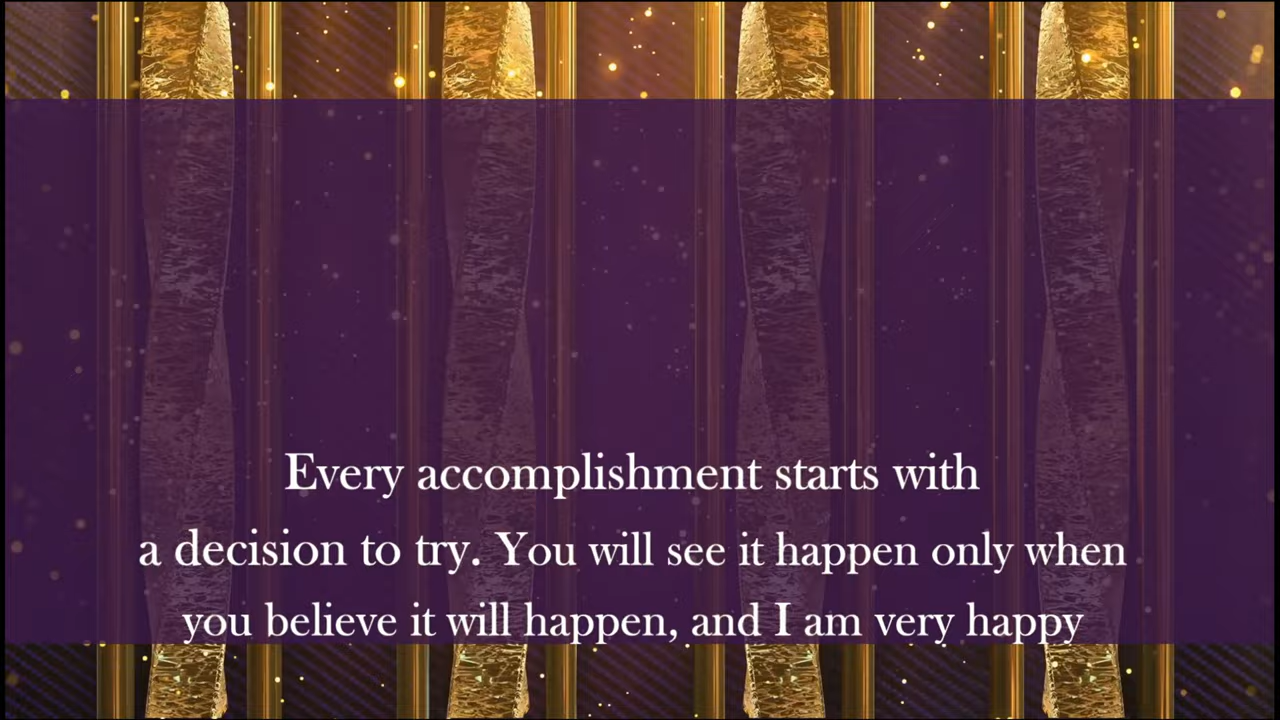 Every accomplishment starts with
a decision to try. You will see it happen only when
you believe it will happen, and I am very happy